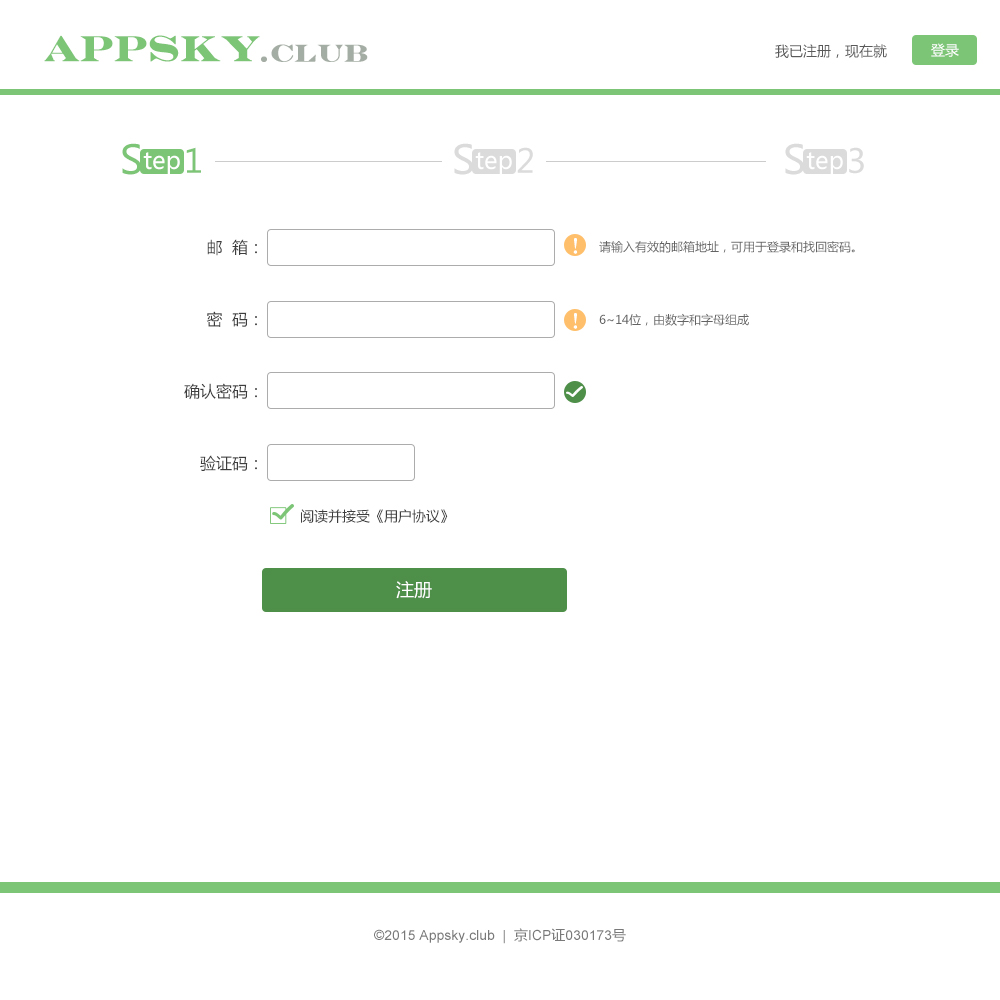 APPSKY.CLUB
我已注册，现在就 登录
Step1 Step2 Step3
邮 箱： 请输入有效的邮箱地址，可用于登录和找回密码。
密 码： 6~14位，由数字和字母组成
确认密码：
验证码：
阅读并接受《用户协议》
注册
©2015 Appsky.club | 京ICP证030173号